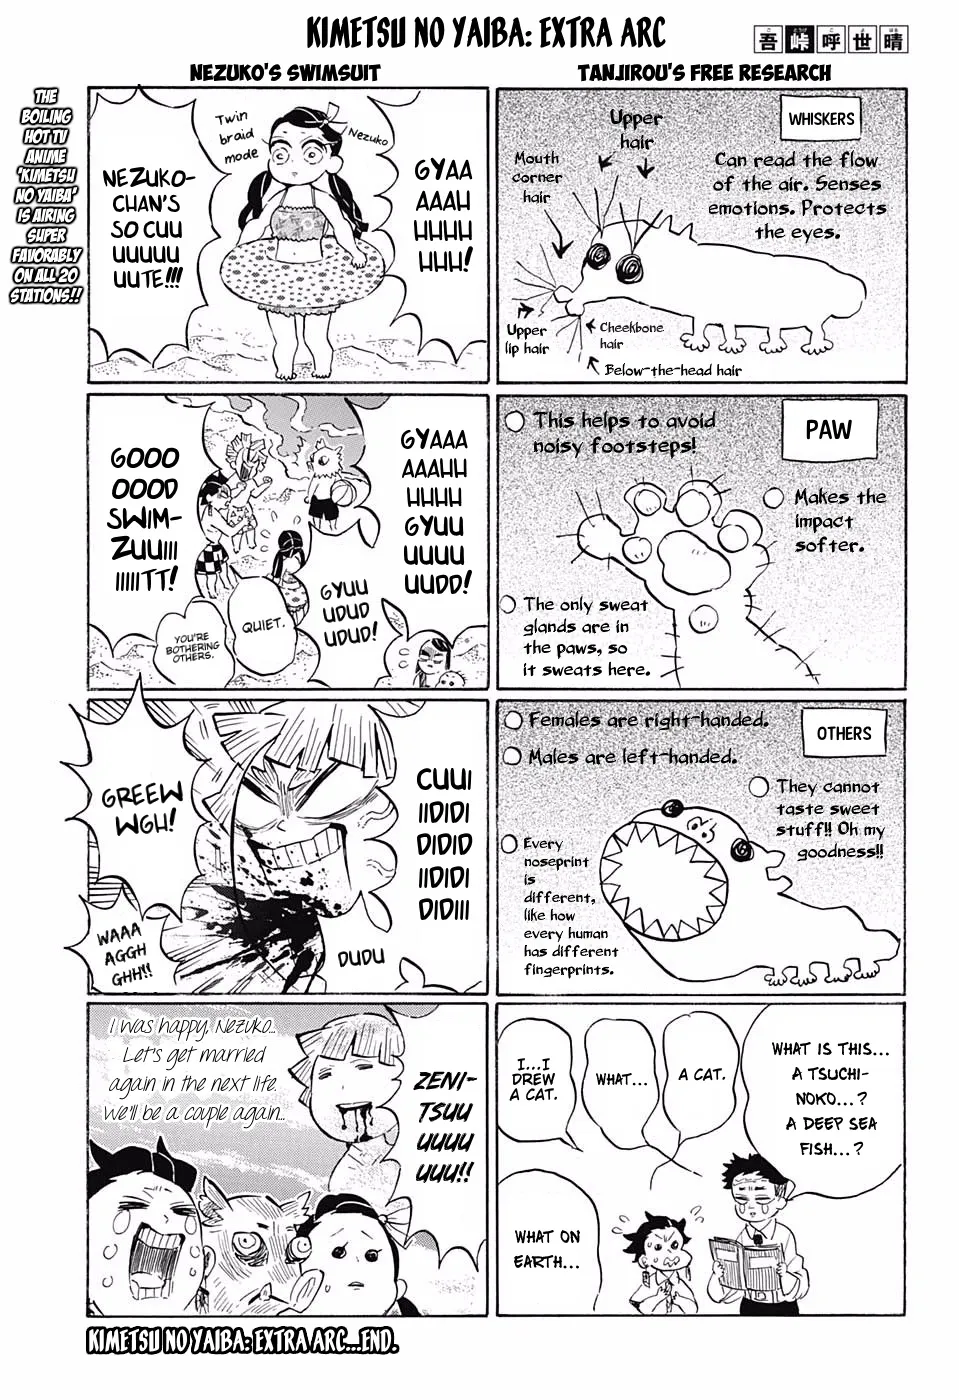 KIMETSU NO YAIBA: EXTRA ARC
吾峠呼世晴
TANJIROU'S FREE RESEARCH
WHISKERS
Upper
hair
Mouth
corner
hair
Can read the flow
of the air. Senses
emotions. Protects
the eyes.
Upper
lip hair
Cheekbone
hair
Below-the-head hair
PAW
This helps to avoid
noisy footsteps!
Makes the
impact
softer.
The only sweat
glands are in
the paws, so
it sweats here.
OTHERS
Females are right-handed.
Males are left-handed.
They cannot
taste sweet
stuff!! Oh my
goodness!!
Every
noseprint
is
different,
like how
every human
has different
fingerprints.
WHAT IS THIS...
A TSUCHI-
NOKO...?
A DEEP SEA
FISH...?
A CAT.
WHAT...
I...I
DREW
A CAT.
WHAT ON
EARTH...
NEZUKO'S SWIMSUIT
THE
BOILING
HOT TV
ANIME
'KIMETSU
NO YAIBA'
IS AIRING
SUPER
FAVORABLY
ON ALL 20
STATIONS!!
GYAA
AAAAH
HHHH
HHH!
Twin
braid
mode
Nezuko
NEZUKO-
CHAN'S
SO CUU
UUUUU
UUTE!!!
GYAAA
AAAHH
HHHH
GYUU
UUUUU
UUDD!
GOOO
OOOD
SWIM-
ZUUIII
IIIIITT!
GYUU
UDUD
UDUD!
QUIET.
YOU'RE
BOTHERING
OTHERS.
CUUI
IIDIDI
DIDID
IIDIDI
DIDIII
GREEW
WGH!
WAAA
AGGH
GHH!!
DUDU
I was happy, Nezuko...
Let's get married
again in the next life.
We'll be a couple again...
ZENI-
TSUU
UUUU
UUU!!
KIMETSU NO YAIBA: EXTRA ARC...END.